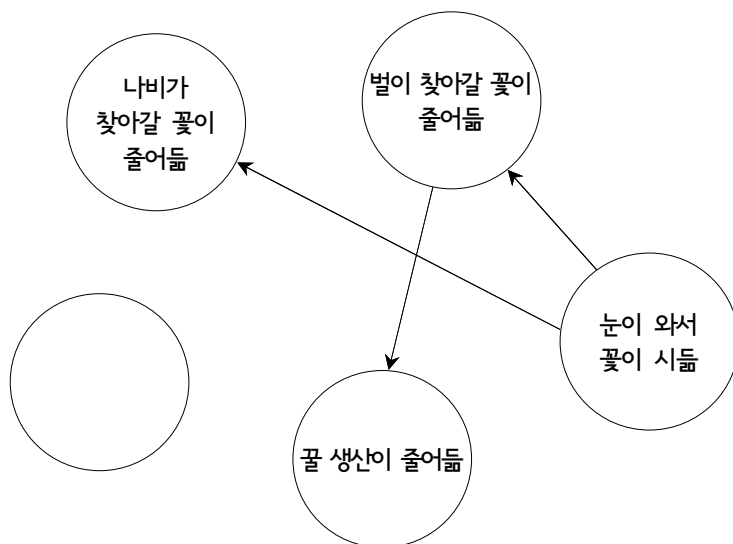 나비가
찾아갈 꽃이
줄어듦
벌이 찾아갈 꽃이
줄어듦
눈이 와서
꽃이 시듦
꿀 생산이 줄어듦